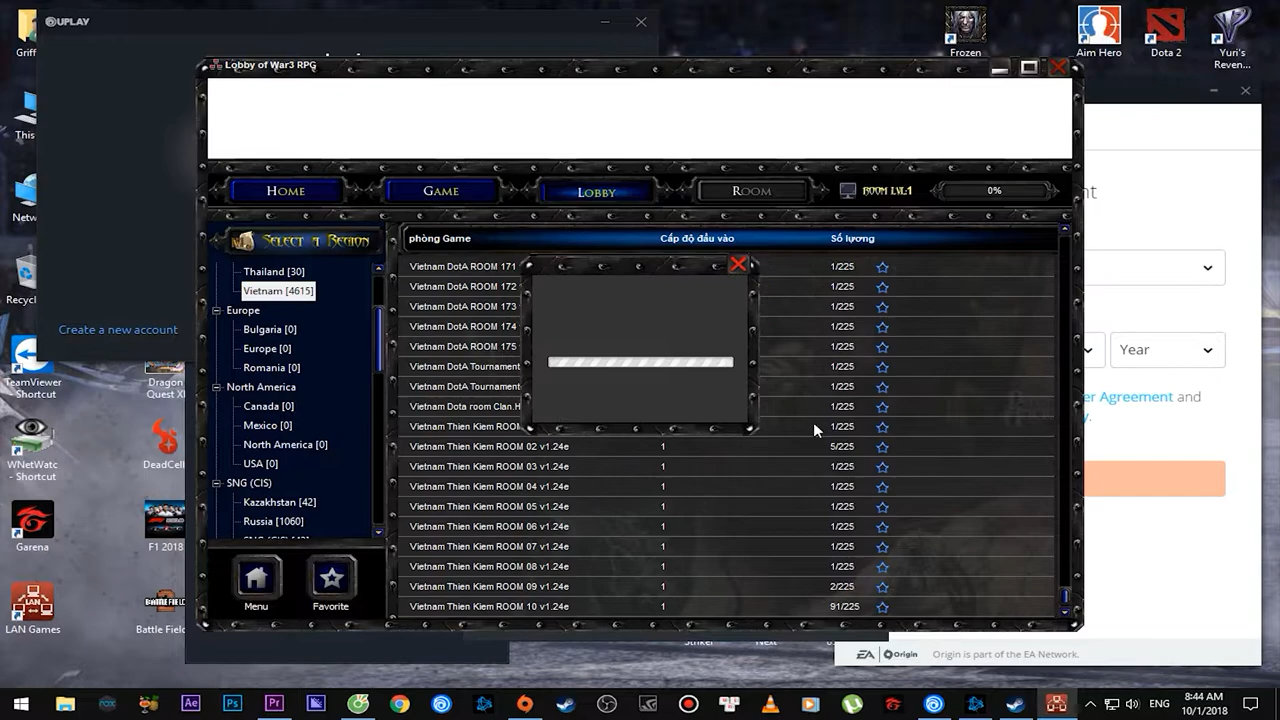 UPLAY
Griff
This
Netw
Recycl
Create a new account
TeamViewer
- Shortcut
Dragon
Quest XI
WNetWatc
- Shortcut
DeadCell
Garena
F1 2018
LAN Games
Battle Field
Frozen
Aim Hero
Dota 2
Yuri's
Reven...
Lobby of War3 RPG
HOME
GAME
LOBBY
ROOM
ROOM LVL:1
0%
SELECT A REGION
Thailand [30]
Vietnam [4615]
Europe
Bulgaria [0]
Europe [0]
Romania [0]
North America
Canada [0]
Mexico [0]
North America [0]
USA [0]
SNG (CIS)
Kazakhstan [42]
Russia [1060]
Menu
Favorite
phòng Game Cấp độ đầu vào Số lượng
Vietnam DotA ROOM 171 1/225
Vietnam DotA ROOM 172 1/225
Vietnam DotA ROOM 173 1/225
Vietnam DotA ROOM 174 1/225
Vietnam DotA ROOM 175 1/225
Vietnam DotA Tournament 1/225
Vietnam DotA Tournament 1/225
Vietnam Dota room Clan.H 1/225
Vietnam Thien Kiem ROOM 1/225
Vietnam Thien Kiem ROOM 02 v1.24e 1 5/225
Vietnam Thien Kiem ROOM 03 v1.24e 1 1/225
Vietnam Thien Kiem ROOM 04 v1.24e 1 1/225
Vietnam Thien Kiem ROOM 05 v1.24e 1 1/225
Vietnam Thien Kiem ROOM 06 v1.24e 1 1/225
Vietnam Thien Kiem ROOM 07 v1.24e 1 1/225
Vietnam Thien Kiem ROOM 08 v1.24e 1 1/225
Vietnam Thien Kiem ROOM 09 v1.24e 1 2/225
Vietnam Thien Kiem ROOM 10 v1.24e 1 91/225
nt
Year
er Agreement and
y.
EA Origin Origin is part of the EA Network.
ENG
8:44 AM
10/1/2018